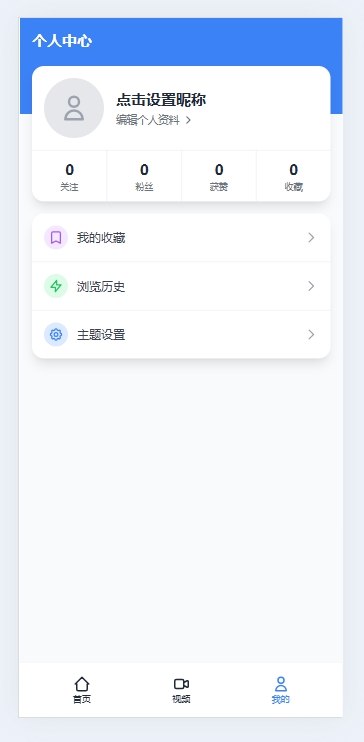 个人中心
点击设置昵称
编辑个人资料
0 0 0 0
关注 粉丝 获赞 收藏
我的收藏
浏览历史
主题设置
首页 视频 我的